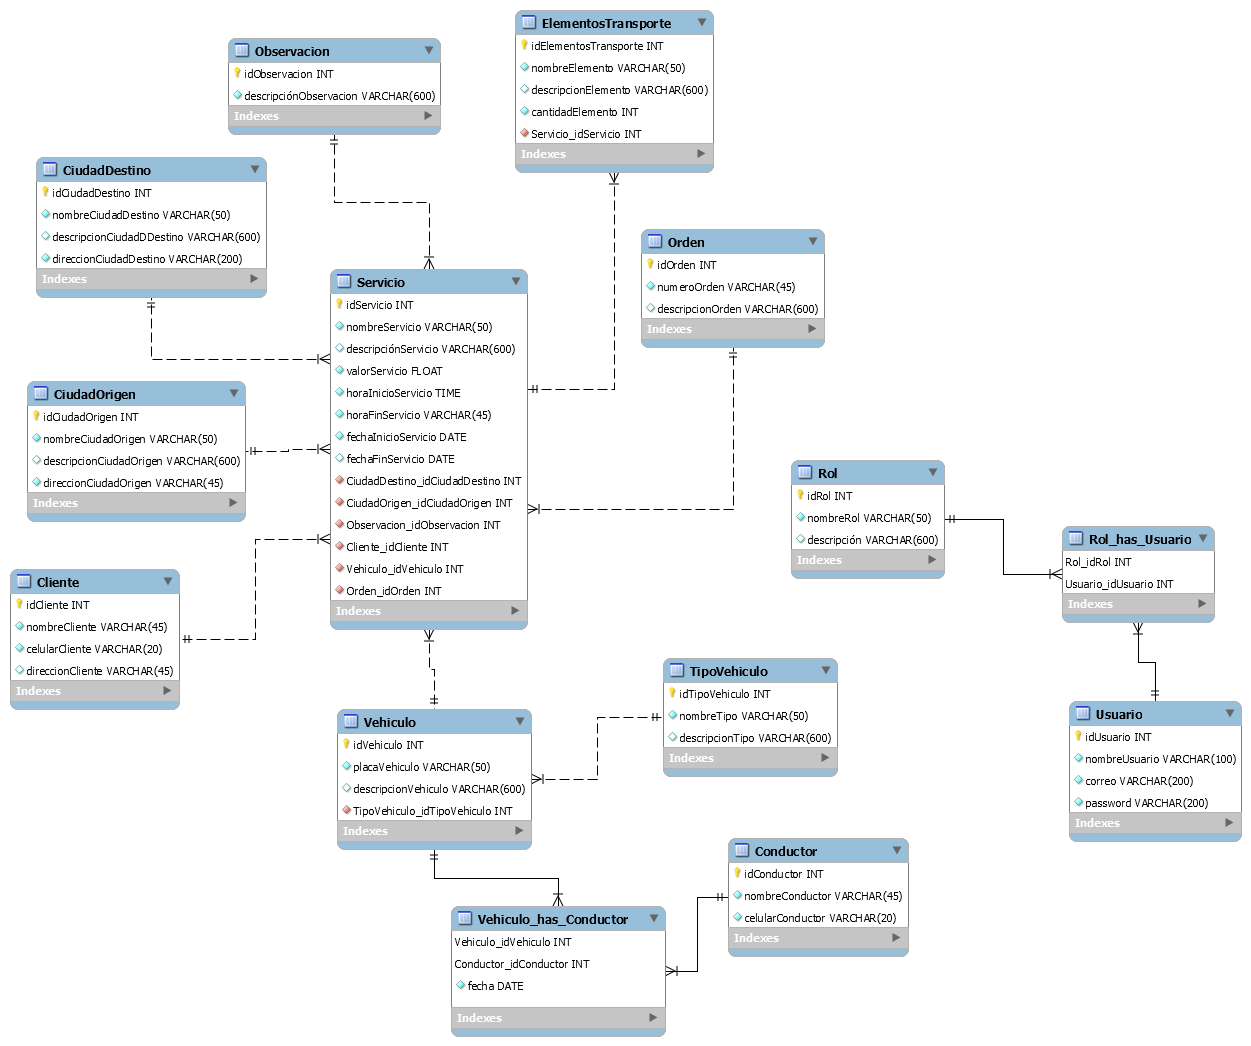 ElementosTransporte
idElementosTransporte INT
nombreElemento VARCHAR(50)
descripcionElemento VARCHAR(600)
cantidadElemento INT
Servicio_idServicio INT
Indexes
Observacion
idObservacion INT
descripciónObservacion VARCHAR(600)
Indexes
CiudadDestino
idCiudadDestino INT
nombreCiudadDestino VARCHAR(50)
descripcionCiudadDDestino VARCHAR(600)
direccionCiudadDestino VARCHAR(200)
Indexes
Orden
idOrden INT
numeroOrden VARCHAR(45)
descripcionOrden VARCHAR(600)
Indexes
Servicio
idServicio INT
nombreServicio VARCHAR(50)
descripciónServicio VARCHAR(600)
valorServicio FLOAT
horaInicioServicio TIME
horaFinServicio VARCHAR(45)
fechaInicioServicio DATE
fechaFinServicio DATE
CiudadDestino_idCiudadDestino INT
CiudadOrigen_idCiudadOrigen INT
Observacion_idObservacion INT
Cliente_idCliente INT
Vehiculo_idVehiculo INT
Orden_idOrden INT
Indexes
CiudadOrigen
idCiudadOrigen INT
nombreCiudadOrigen VARCHAR(50)
descripcionCiudadOrigen VARCHAR(600)
direccionCiudadOrigen VARCHAR(45)
Indexes
Rol
idRol INT
nombreRol VARCHAR(50)
descripción VARCHAR(600)
Indexes
Rol_has_Usuario
Rol_idRol INT
Usuario_idUsuario INT
Indexes
Cliente
idCliente INT
nombreCliente VARCHAR(45)
celularCliente VARCHAR(20)
direccionCliente VARCHAR(45)
Indexes
TipoVehiculo
idTipoVehiculo INT
nombreTipo VARCHAR(50)
descripcionTipo VARCHAR(600)
Indexes
Usuario
idUsuario INT
nombreUsuario VARCHAR(100)
correo VARCHAR(200)
password VARCHAR(200)
Indexes
Vehiculo
idVehiculo INT
placaVehiculo VARCHAR(50)
descripcionVehiculo VARCHAR(600)
TipoVehiculo_idTipoVehiculo INT
Indexes
Conductor
idConductor INT
nombreConductor VARCHAR(45)
celularConductor VARCHAR(20)
Indexes
Vehiculo_has_Conductor
Vehiculo_idVehiculo INT
Conductor_idConductor INT
fecha DATE
Indexes